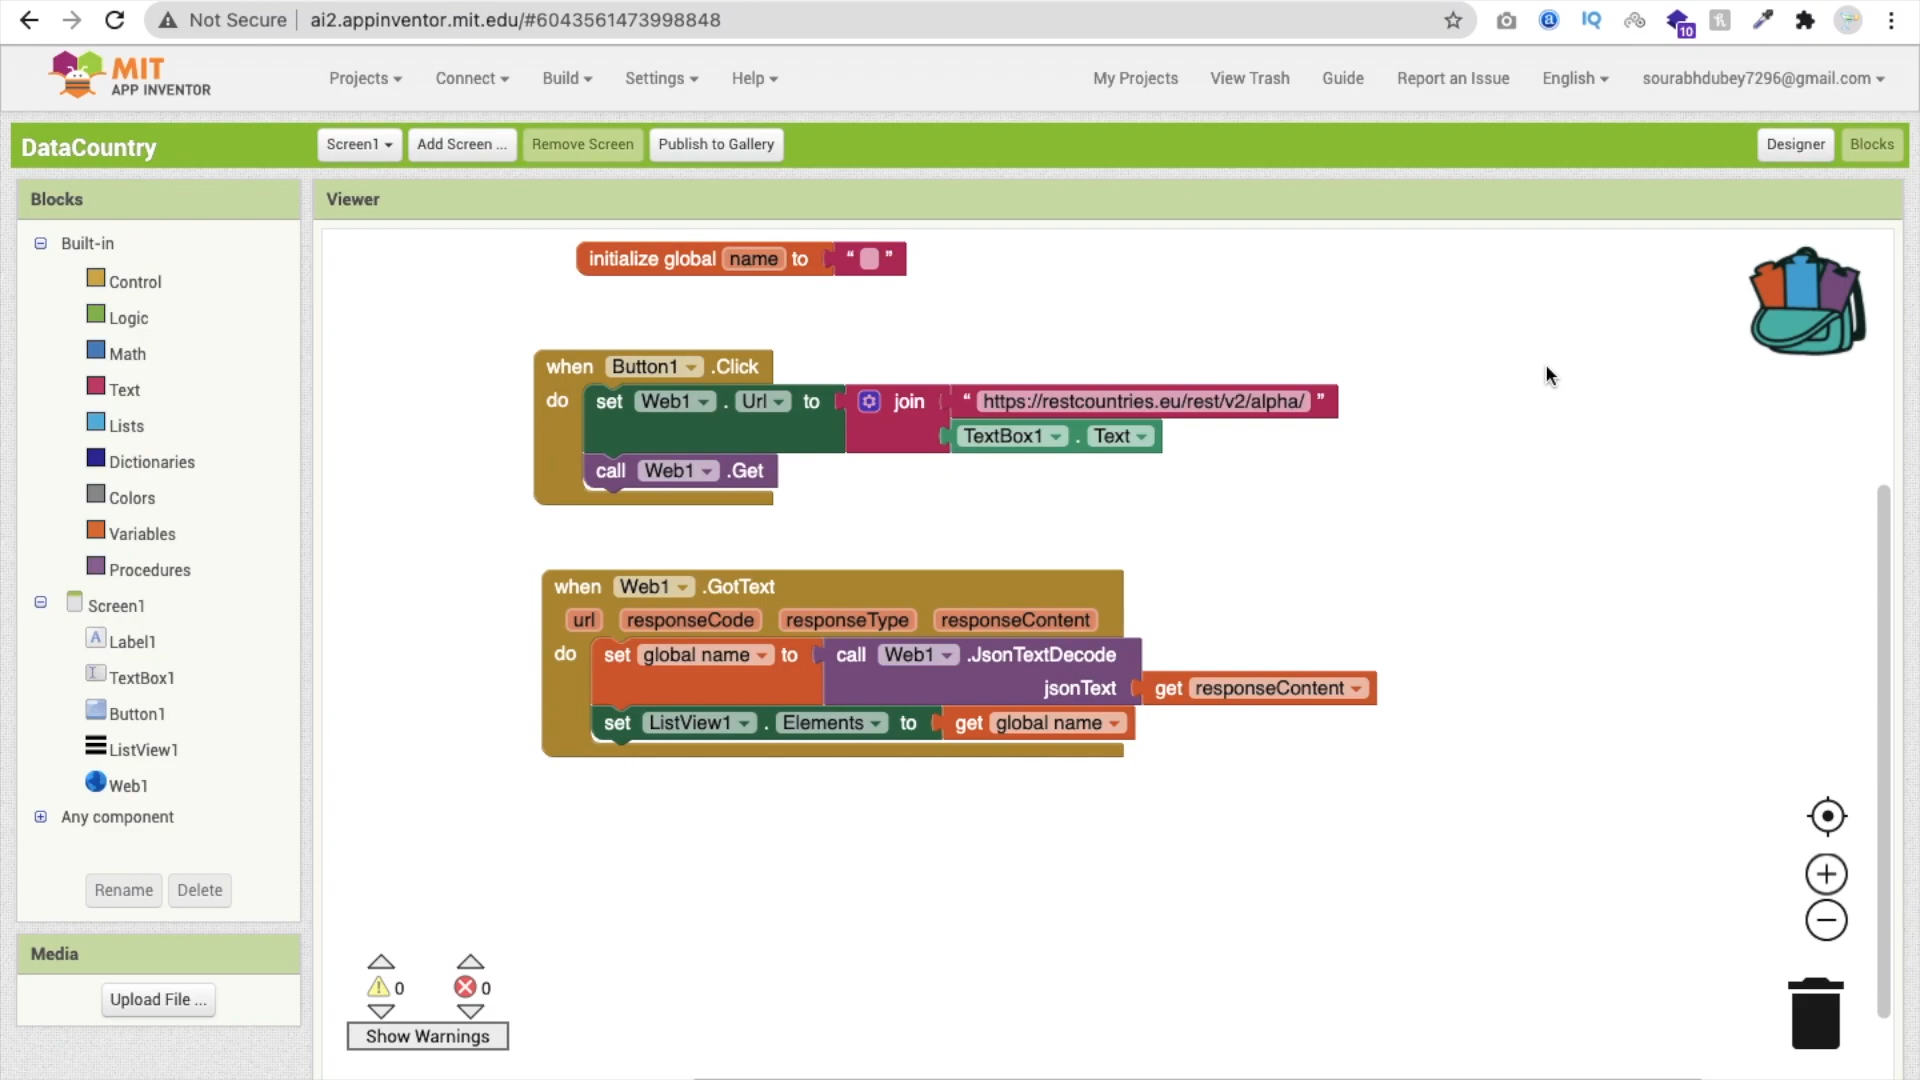 Not Secure ai2.appinventor.mit.edu/#6043561473998848
IQ
10
MIT
APP INVENTOR
Projects
Connect
Build
Settings
Help
My Projects
View Trash
Guide
Report an Issue
English
sourabhdubey7296@gmail.com
DataCountry
Screen1
Add Screen ...
Remove Screen
Publish to Gallery
Designer
Blocks
Blocks
Built-in
Control
Logic
Math
Text
Lists
Dictionaries
Colors
Variables
Procedures
Screen1
Label1
TextBox1
Button1
ListView1
Web1
Any component
Rename
Delete
Media
Upload File ...
Viewer
initialize global name to “ ”
when Button1 .Click
do set Web1 . Url to join “ https://restcountries.eu/rest/v2/alpha/ ”
TextBox1 . Text
call Web1 .Get
when Web1 .GotText
url responseCode responseType responseContent
do set global name to call Web1 .JsonTextDecode
jsonText get responseContent
set ListView1 . Elements to get global name
0 0
Show Warnings